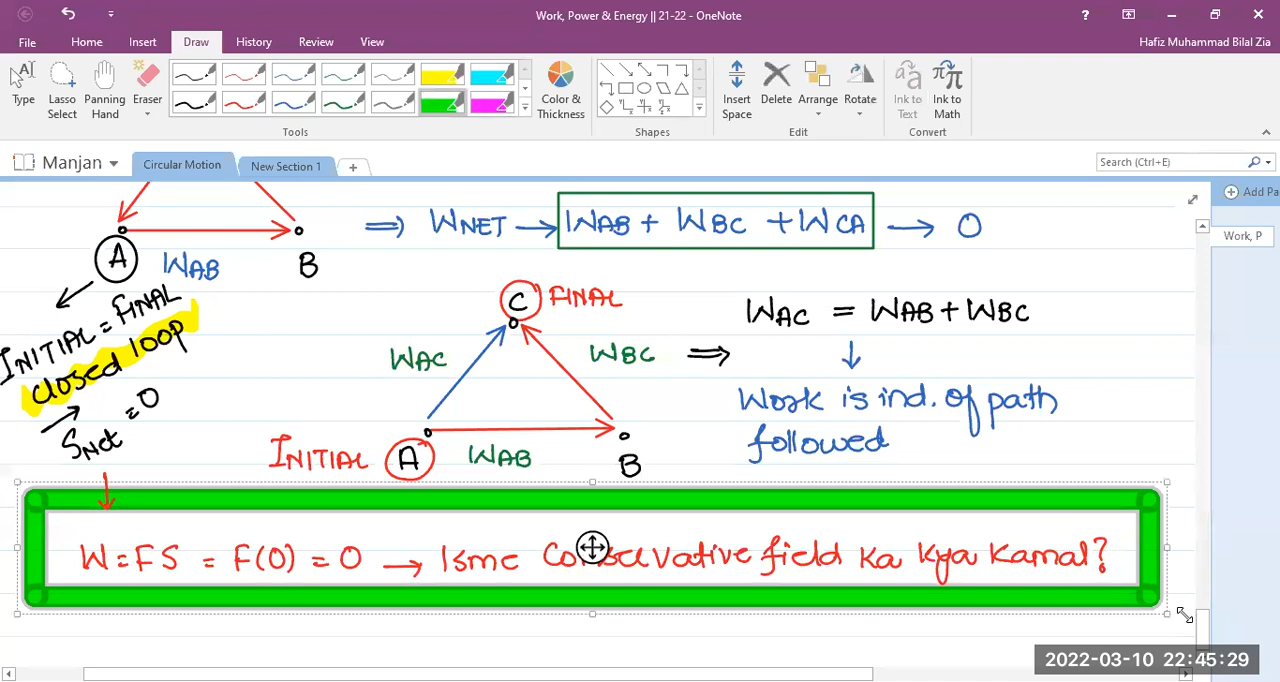 Work, Power & Energy || 21-22 - OneNote
File Home Insert Draw History Review View
Hafiz Muhammad Bilal Zia
Type
Lasso Select
Panning Hand
Eraser
Color & Thickness
Insert Space
Delete
Arrange
Rotate
Ink to Text
Ink to Math
Tools
Shapes
Edit
Convert
Manjan
Circular Motion
New Section 1
Search (Ctrl+E)
Add Pa
Work, P
A
WAB
B
⇒ WNET → WAB + WBC + WCA → 0
INITIAL = FINAL
closed loop
SNet = 0
C FINAL
WAC
WBC
INITIAL A
WAB
B
⇒ WAC = WAB + WBC
↓
Work is ind. of path
followed
W = FS = F(0) = 0 → Isme Conservative field Ka Kya Kamal?
2022-03-10 22:45:29